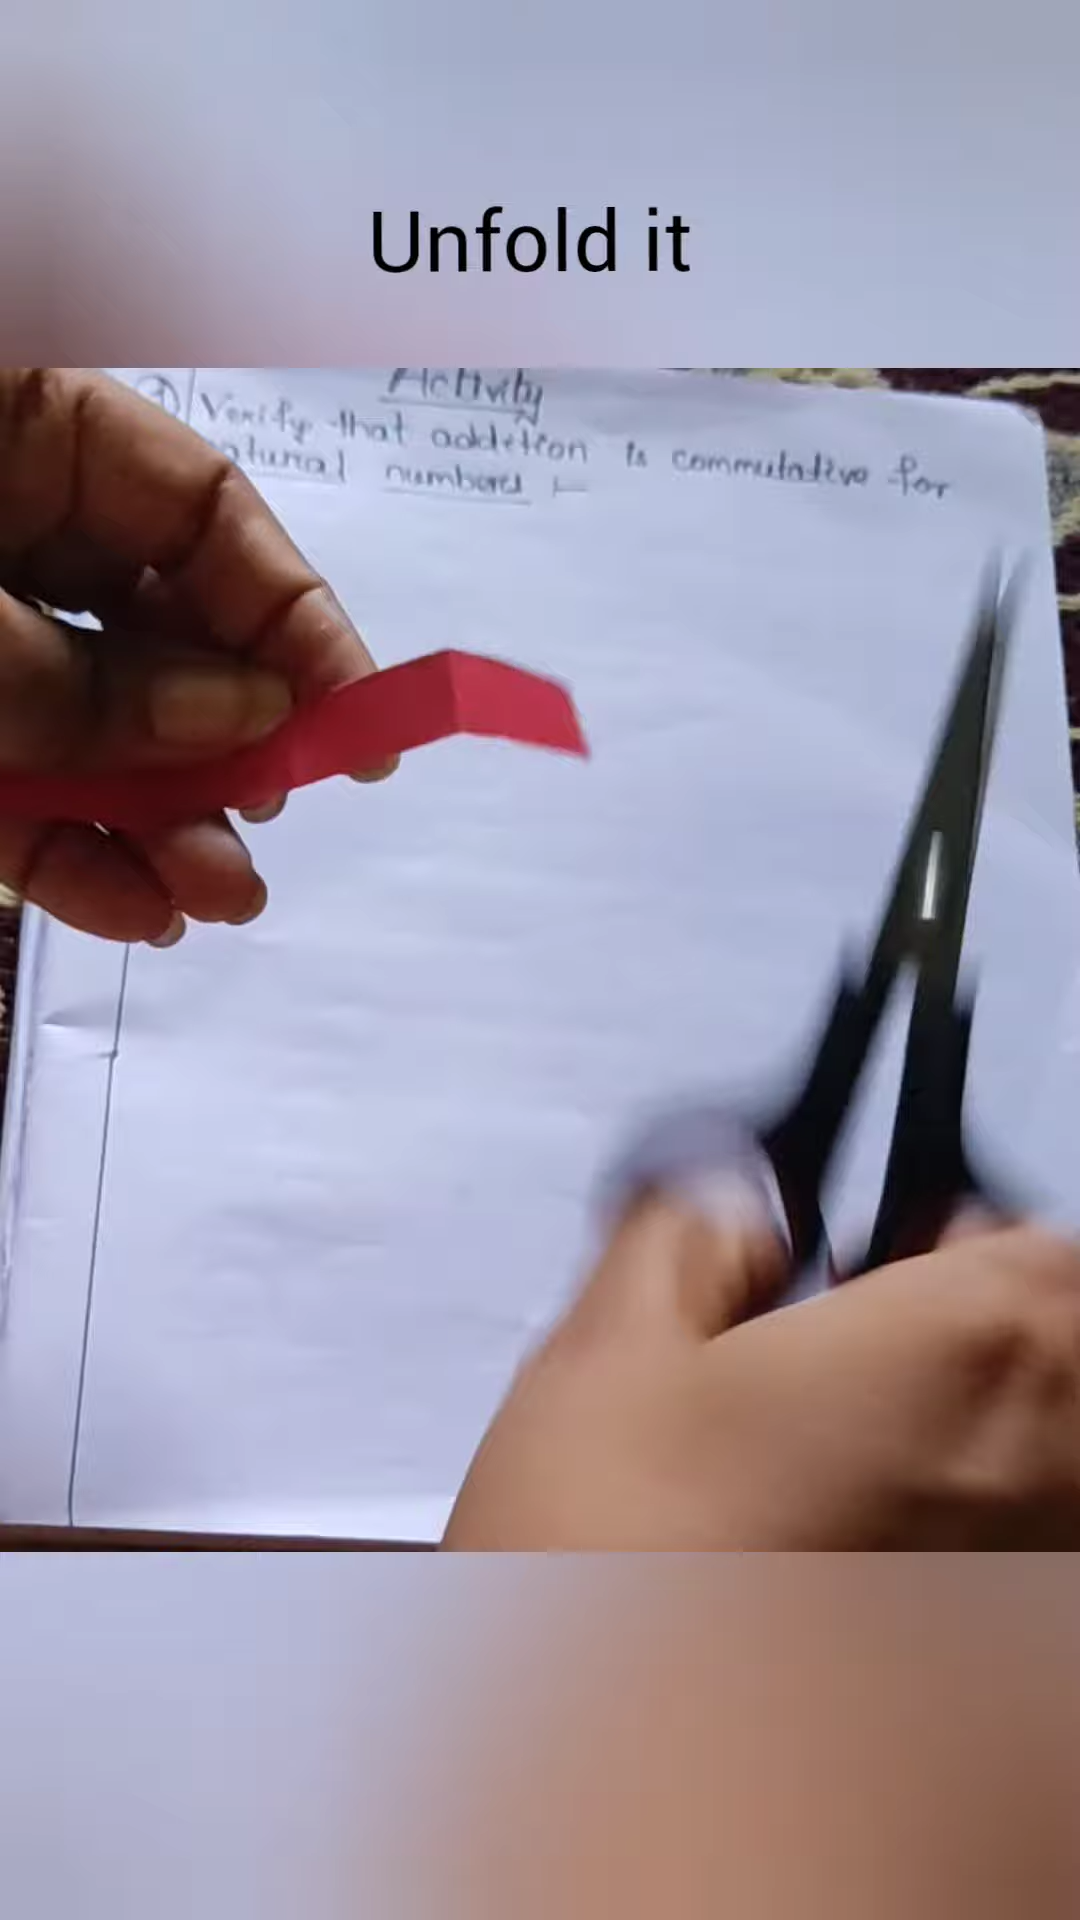 Unfold it
Activity
Verify that addition is commutative for
natural numbers :-